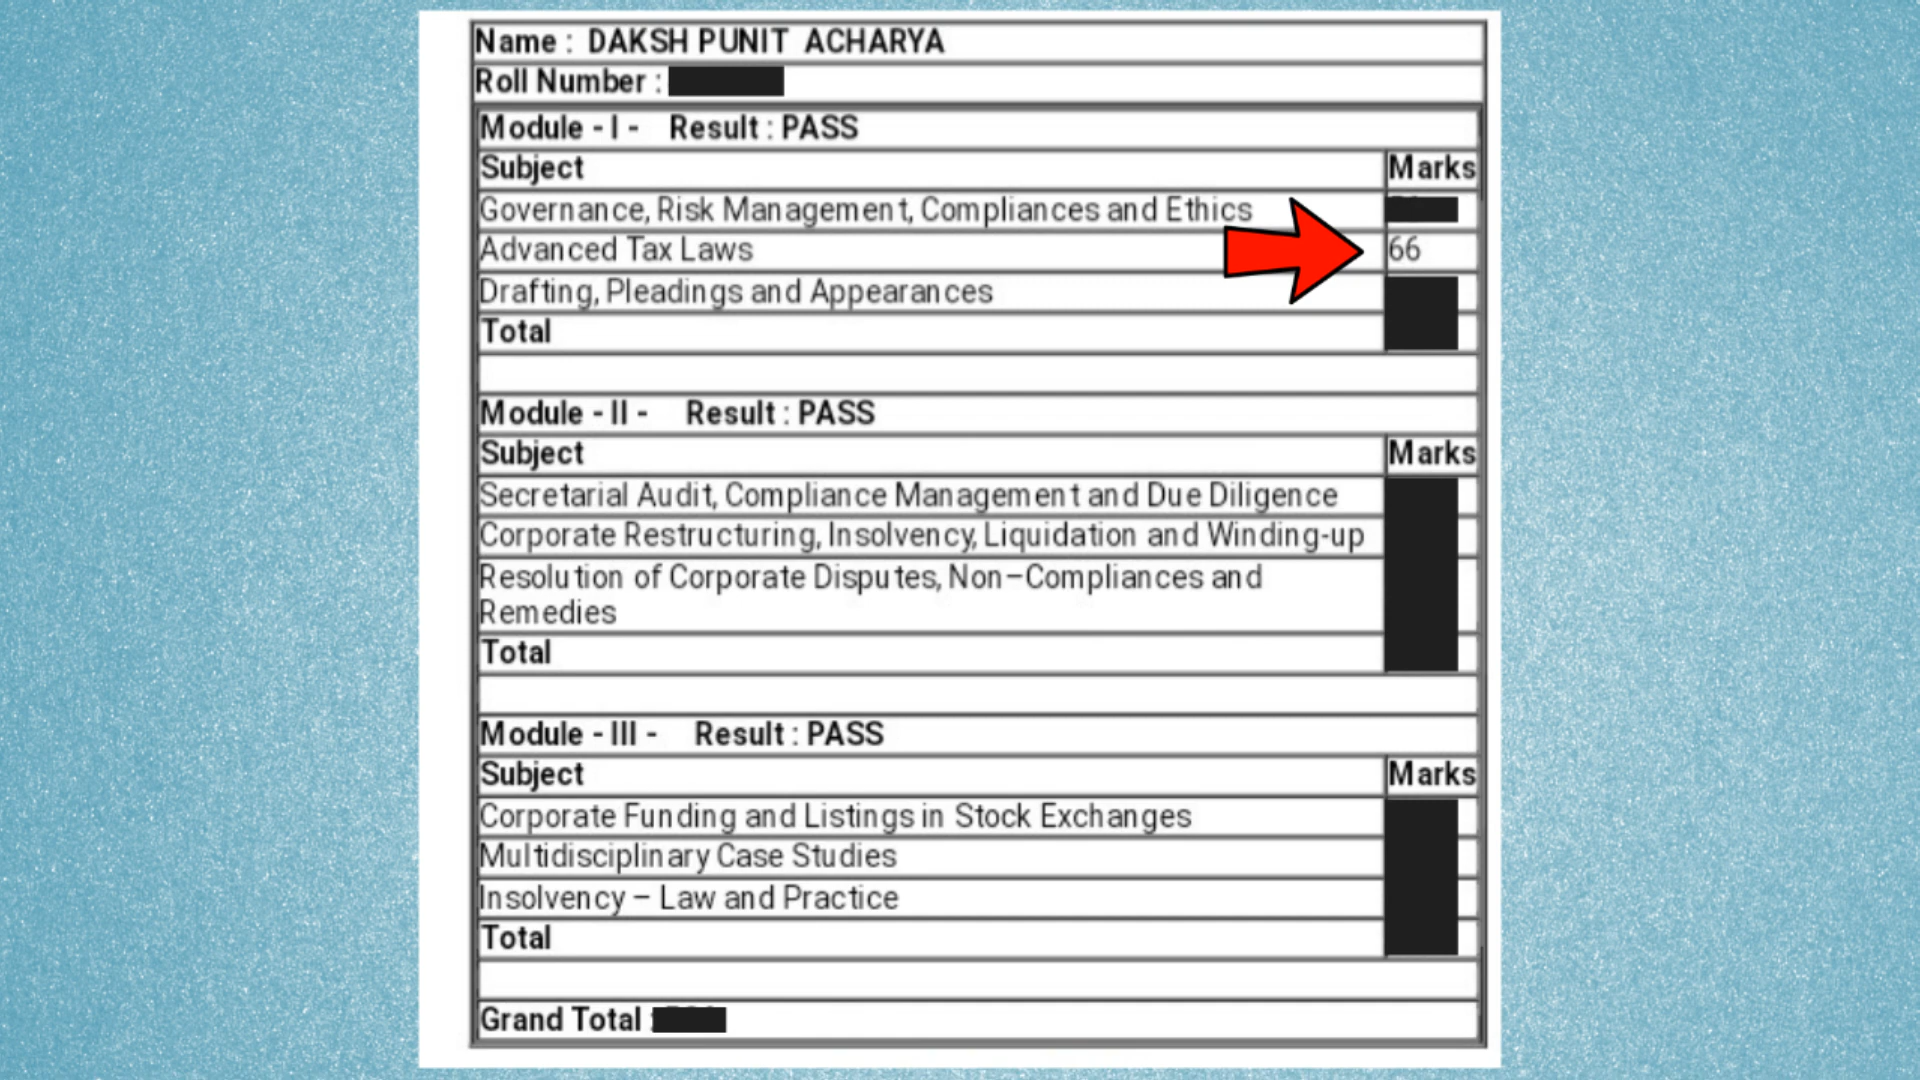 Name : DAKSH PUNIT ACHARYA
Roll Number :
Module - I - Result : PASS
Subject Marks
Governance, Risk Management, Compliances and Ethics
Advanced Tax Laws 66
Drafting, Pleadings and Appearances
Total
Module - II - Result : PASS
Subject Marks
Secretarial Audit, Compliance Management and Due Diligence
Corporate Restructuring, Insolvency, Liquidation and Winding-up
Resolution of Corporate Disputes, Non–Compliances and
Remedies
Total
Module - III - Result : PASS
Subject Marks
Corporate Funding and Listings in Stock Exchanges
Multidisciplinary Case Studies
Insolvency – Law and Practice
Total
Grand Total :